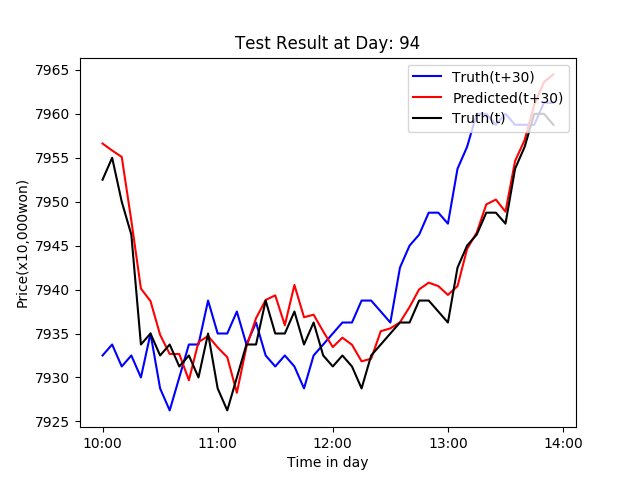 Test Result at Day: 94
7965
7960
7955
7950
7945
7940
7935
7930
7925
Price(x10,000won)
Truth(t+30)
Predicted(t+30)
Truth(t)
10:00 11:00 12:00 13:00 14:00
Time in day